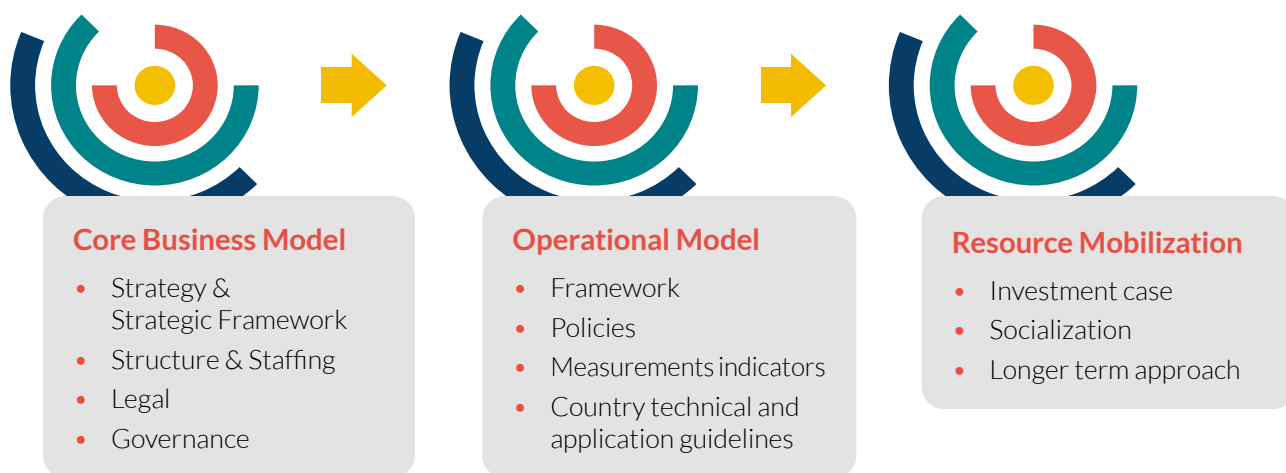 Core Business Model
• Strategy &
Strategic Framework
• Structure & Staffing
• Legal
• Governance
Operational Model
• Framework
• Policies
• Measurements indicators
• Country technical and
application guidelines
Resource Mobilization
• Investment case
• Socialization
• Longer term approach